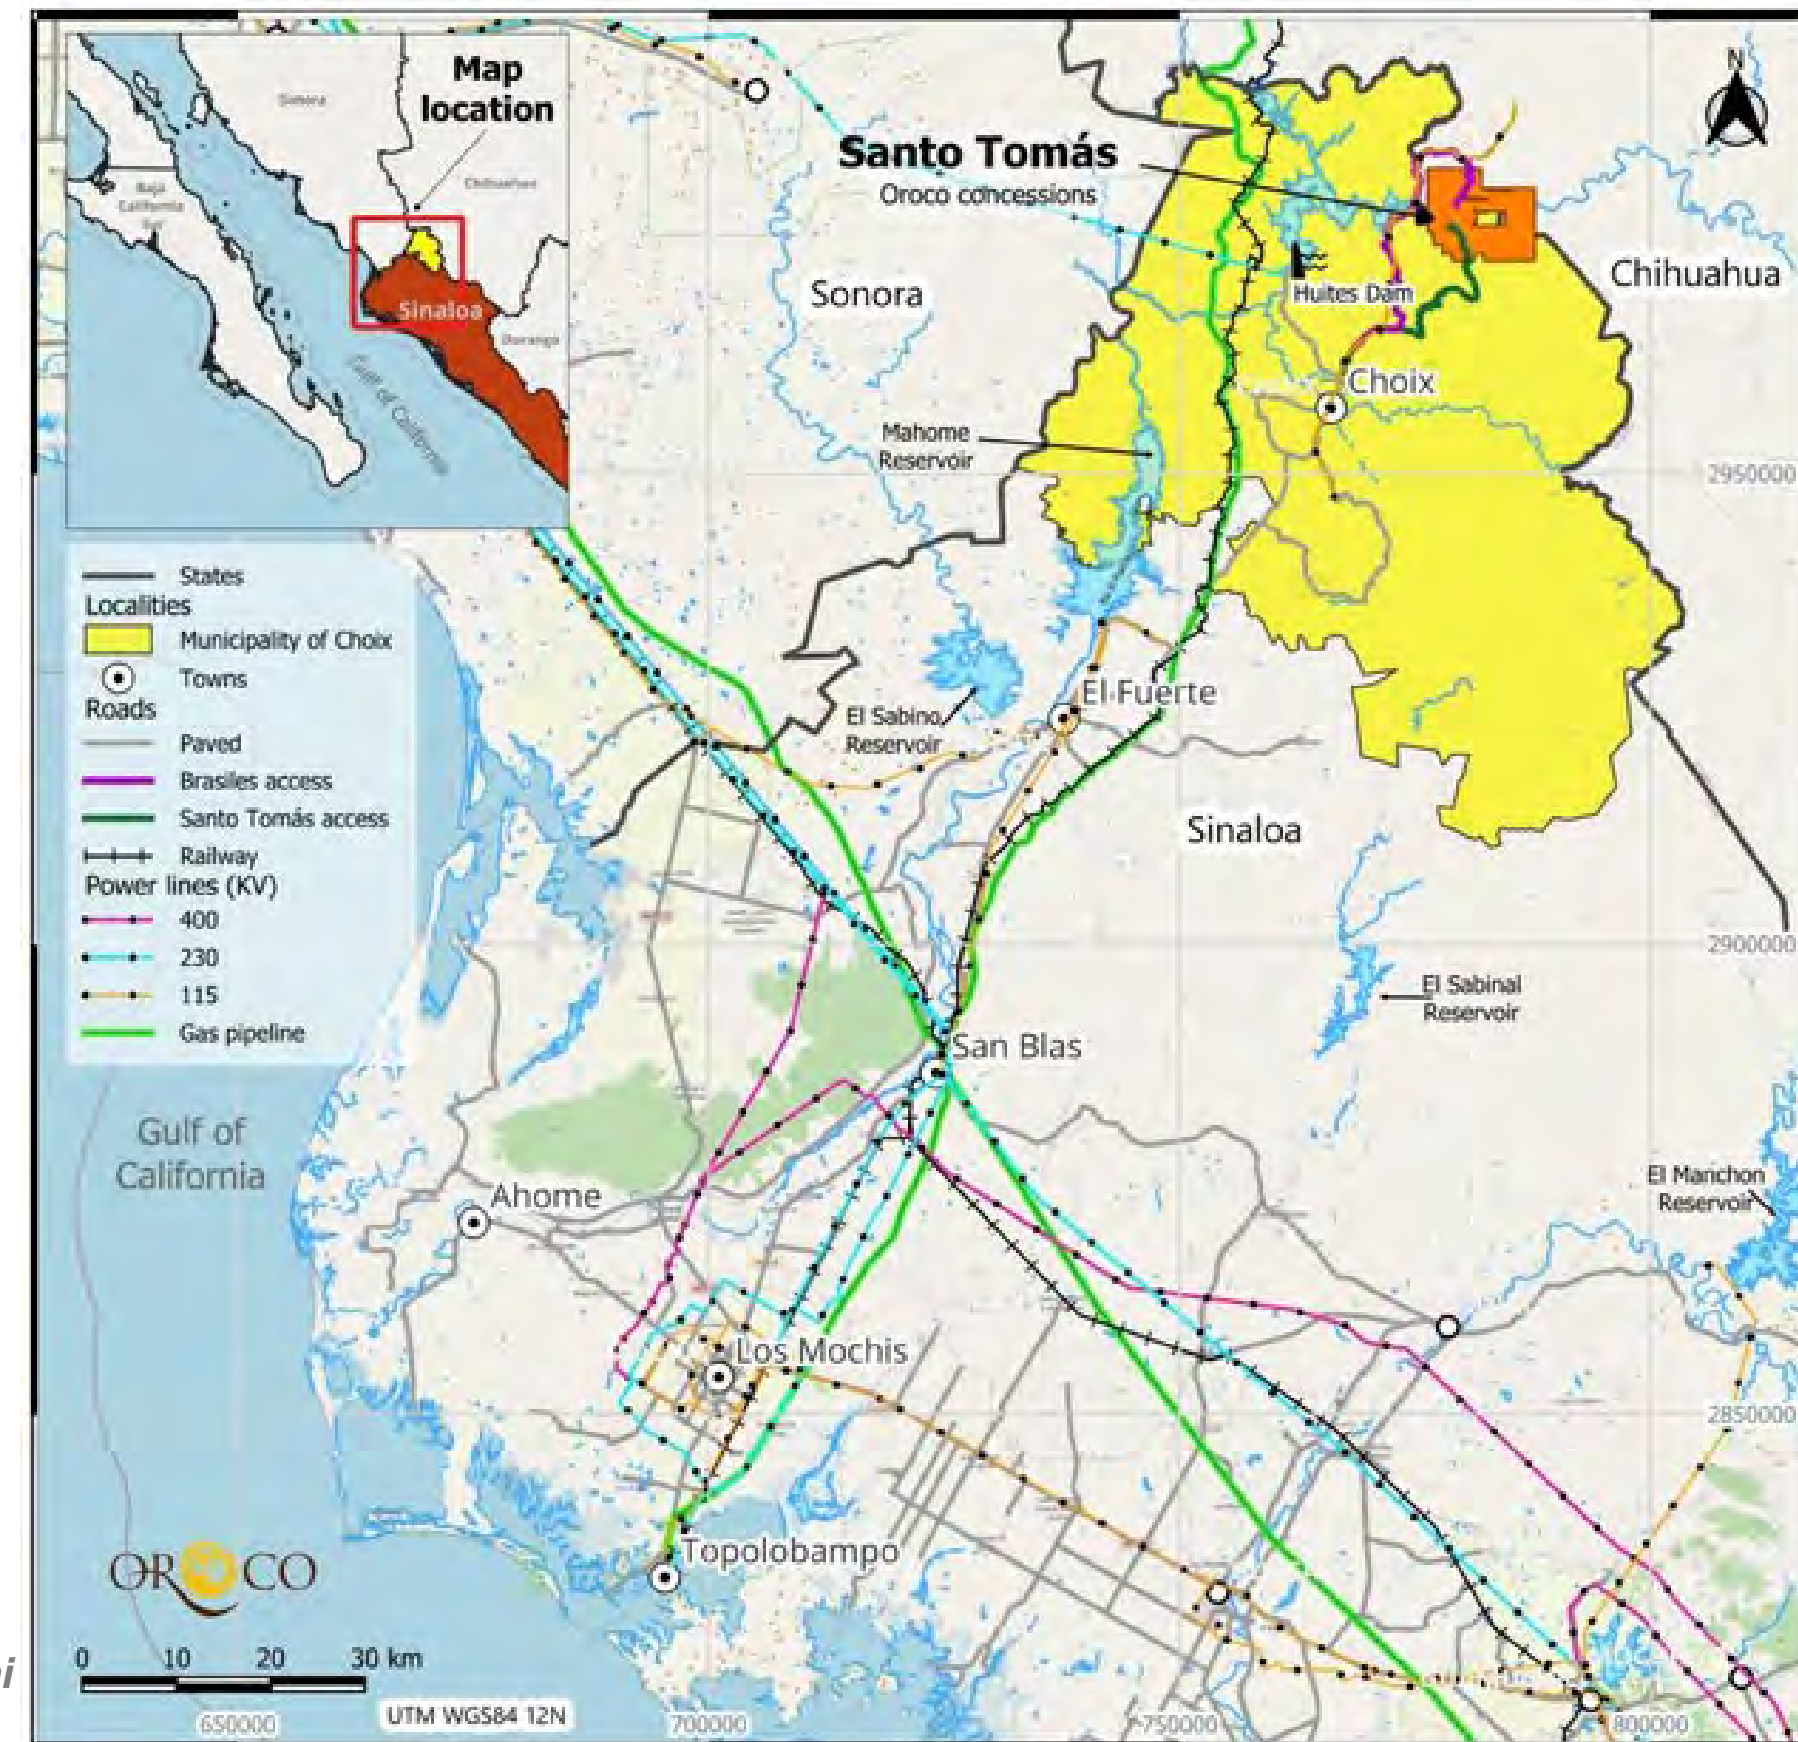 Map
location
Sonora
Chihuahua
Baja
California
Sur
Sinaloa
Durango
Gulf of California
N
Santo Tomás
Oroco concessions
Sonora
Chihuahua
Huites Dam
Choix
Mahome
Reservoir
2950000
El Fuerte
El Sabino
Reservoir
Sinaloa
2900000
El Sabinal
Reservoir
San Blas
Gulf of
California
Ahome
El Manchon
Reservoir
Los Mochis
2850000
Topolobampo
States
Localities
Municipality of Choix
Towns
Roads
Paved
Brasiles access
Santo Tomás access
Railway
Power lines (KV)
400
230
115
Gas pipeline
OROCO
0 10 20 30 km
UTM WGS84 12N
650000
700000
750000
800000